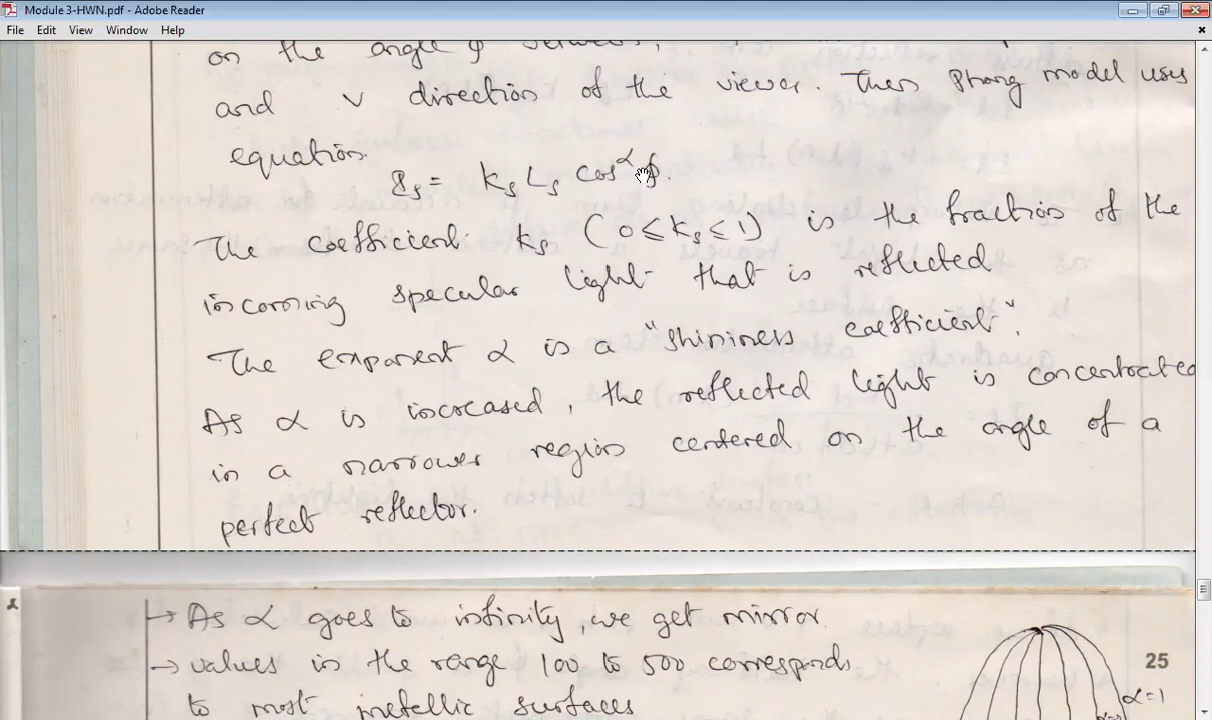 Module 3-HWN.pdf - Adobe Reader
File Edit View Window Help
on the angle φ between,
and v direction of the viewer. Then Phong model uses
equation.
Is = ks Ls cos^α φ.
The coefficient ks (0 ≤ ks ≤ 1) is the fraction of the
incoming specular light that is reflected
The exponent α is a "shininess coefficient".
As α is increased, the reflected light is concentrated
in a narrower region centered on the angle of a
perfect reflector.
→ As α goes to infinity, we get mirror
→ values in the range 100 to 500 corresponds
25
to most metallic surfaces
α=1